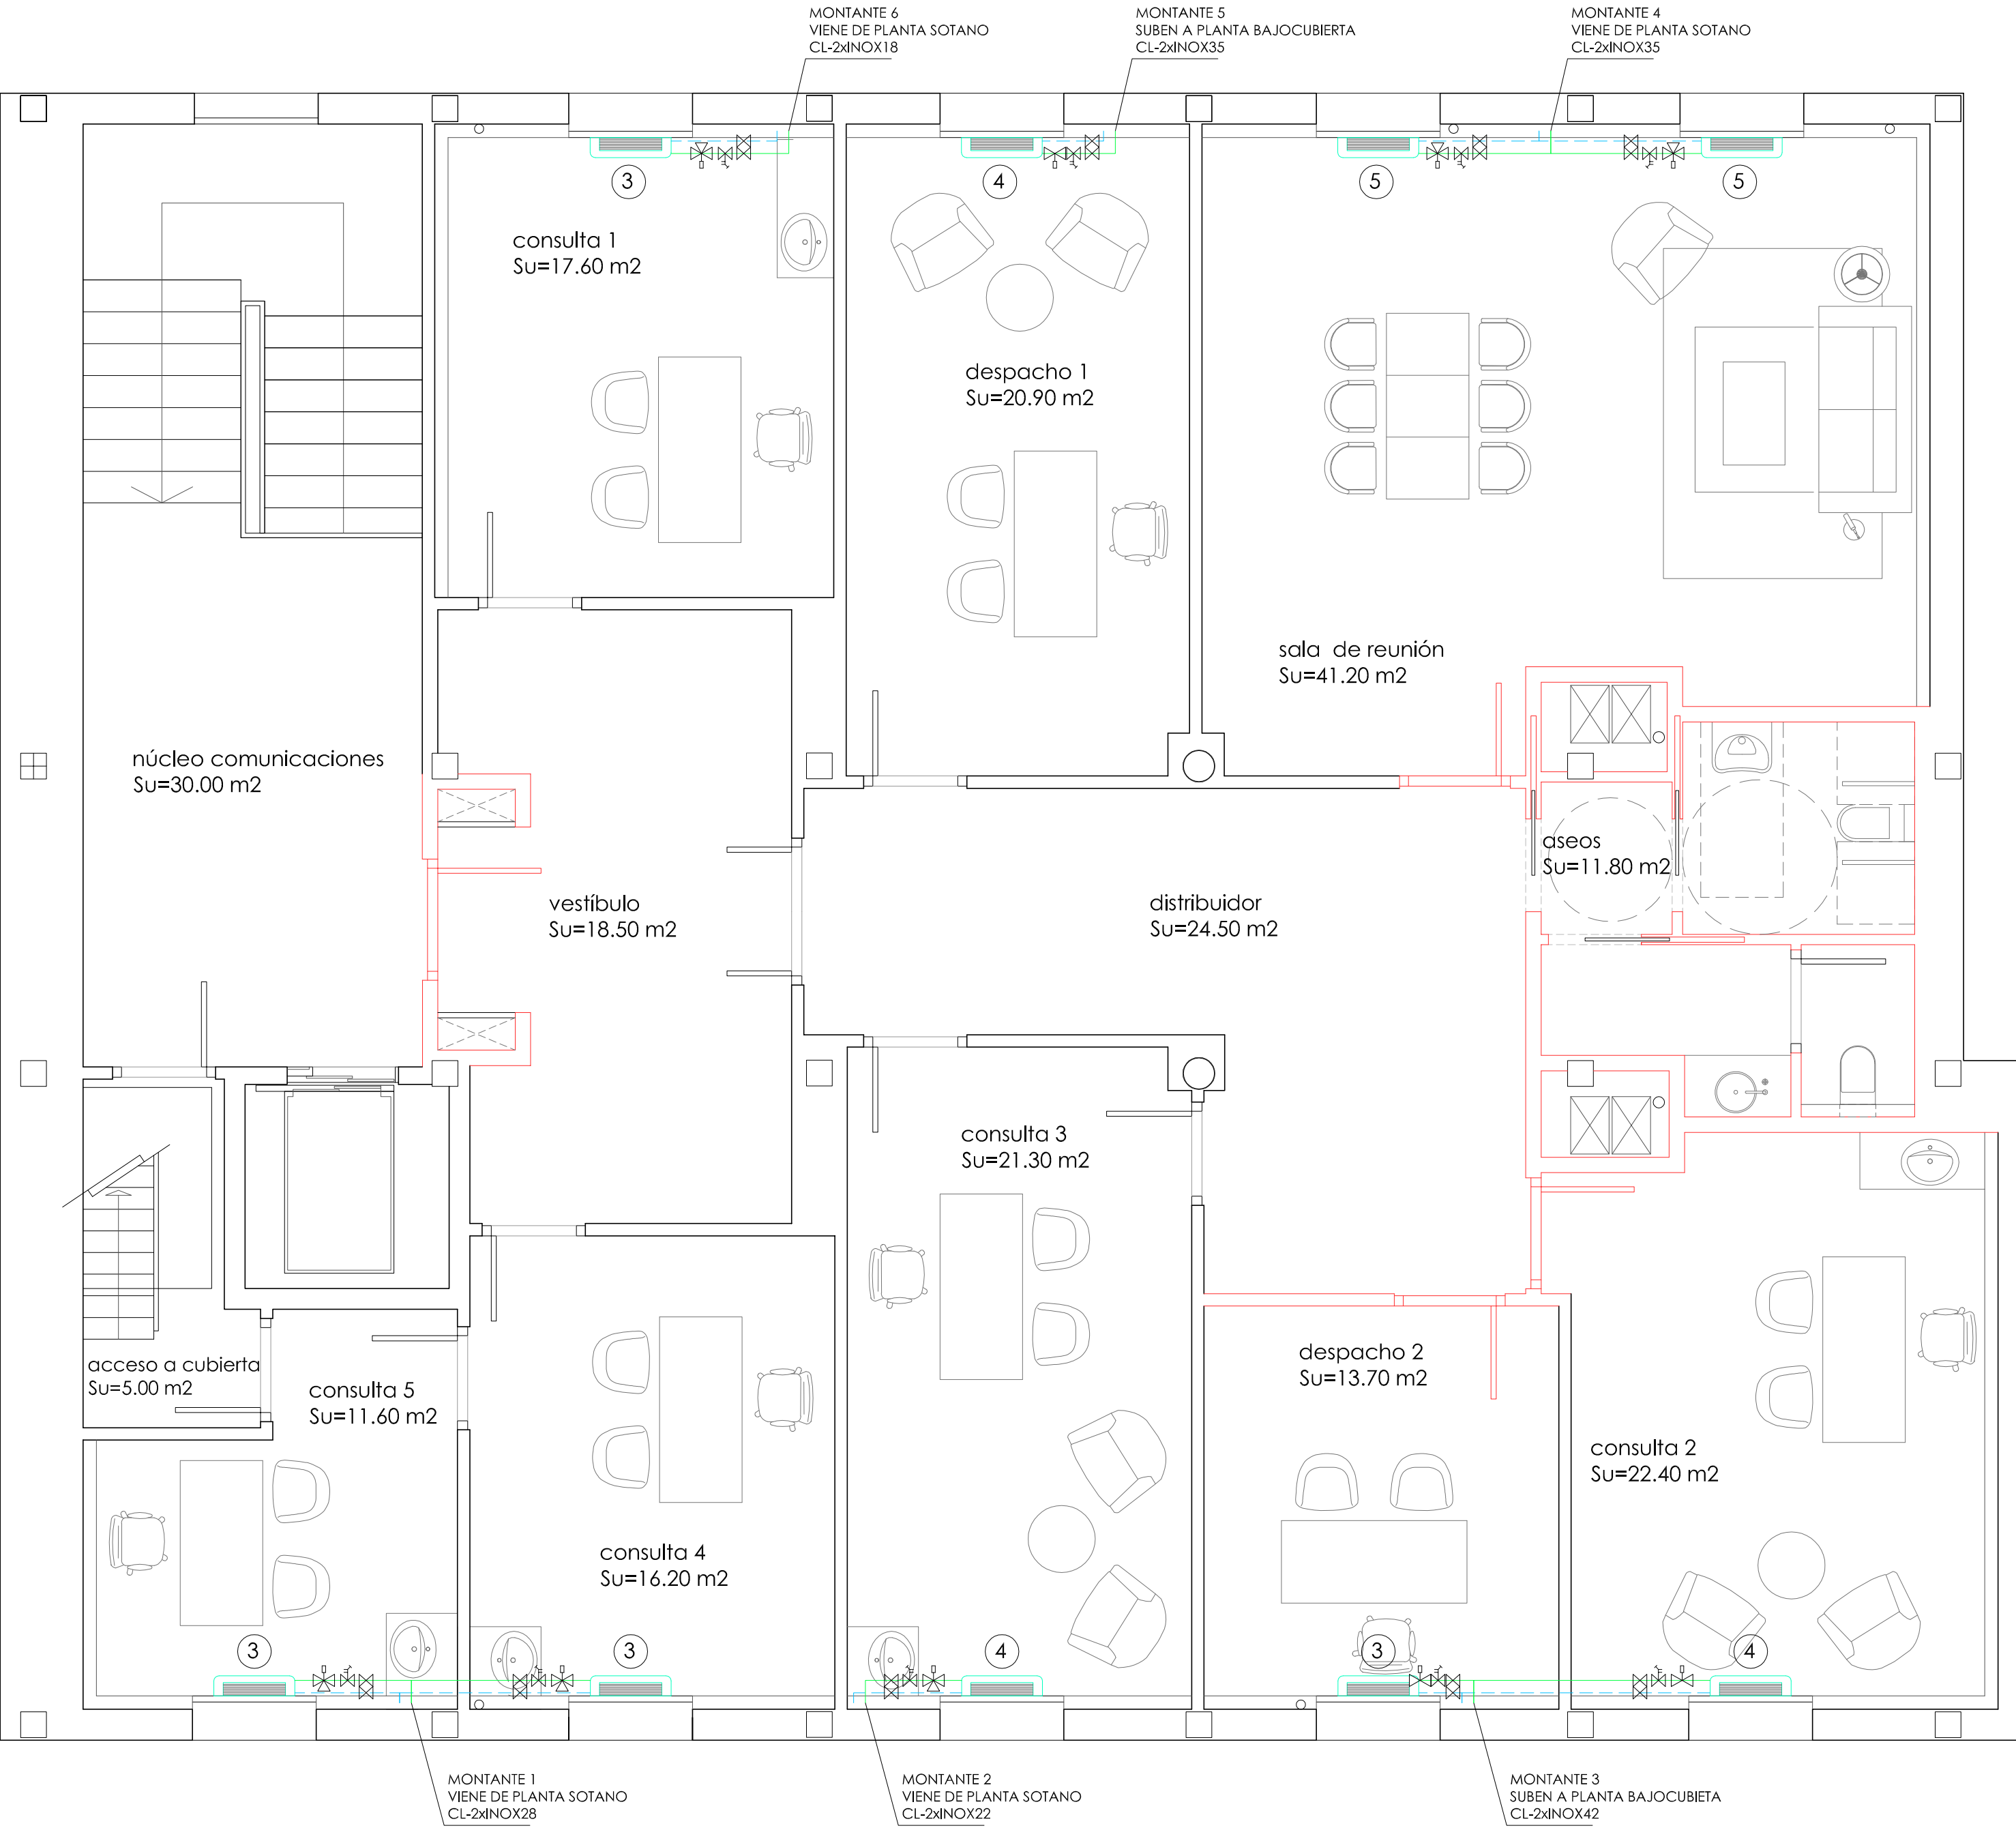 MONTANTE 6
VIENE DE PLANTA SOTANO
CL-2xINOX18
MONTANTE 5
SUBEN A PLANTA BAJOCUBIERTA
CL-2xINOX35
MONTANTE 4
VIENE DE PLANTA SOTANO
CL-2xINOX35
3
4
5
5
consulta 1
Su=17.60 m2
despacho 1
Su=20.90 m2
sala de reunión
Su=41.20 m2
núcleo comunicaciones
Su=30.00 m2
aseos
Su=11.80 m2
vestíbulo
Su=18.50 m2
distribuidor
Su=24.50 m2
consulta 3
Su=21.30 m2
acceso a cubierta
Su=5.00 m2
consulta 5
Su=11.60 m2
despacho 2
Su=13.70 m2
consulta 2
Su=22.40 m2
consulta 4
Su=16.20 m2
3
3
4
3
4
MONTANTE 1
VIENE DE PLANTA SOTANO
CL-2xINOX28
MONTANTE 2
VIENE DE PLANTA SOTANO
CL-2xINOX22
MONTANTE 3
SUBEN A PLANTA BAJOCUBIETA
CL-2xINOX42